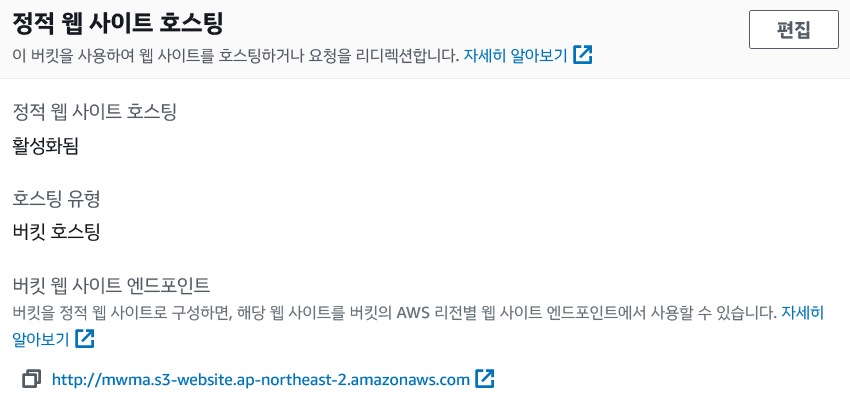 정적 웹 사이트 호스팅
편집
이 버킷을 사용하여 웹 사이트를 호스팅하거나 요청을 리디렉션합니다. 자세히 알아보기
정적 웹 사이트 호스팅
활성화됨
호스팅 유형
버킷 호스팅
버킷 웹 사이트 엔드포인트
버킷을 정적 웹 사이트로 구성하면, 해당 웹 사이트를 버킷의 AWS 리전별 웹 사이트 엔드포인트에서 사용할 수 있습니다. 자세히
알아보기
http://mwma.s3-website.ap-northeast-2.amazonaws.com